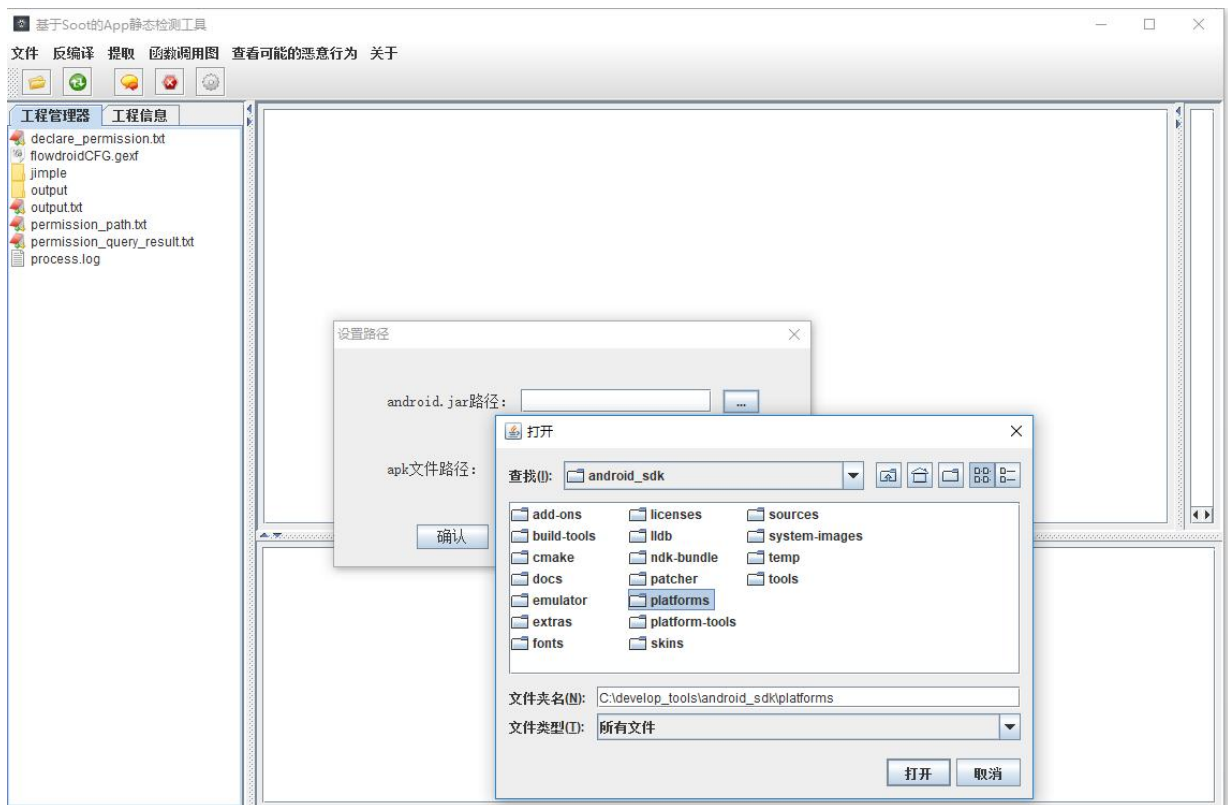 基于Soot的App静态检测工具
文件 反编译 提取 函数调用图 查看可能的恶意行为 关于
工程管理器 工程信息
declare_permission.txt
flowdroidCFG.gexf
jimple
output
output.txt
permission_path.txt
permission_query_result.txt
process.log
设置路径
android.jar路径:
...
apk文件路径:
确认
打开
查找(I): android_sdk
add-ons licenses sources
build-tools lldb system-images
cmake ndk-bundle temp
docs patcher tools
emulator platforms
extras platform-tools
fonts skins
文件夹名(N): C:\develop_tools\android_sdk\platforms
文件类型(T): 所有文件
打开 取消